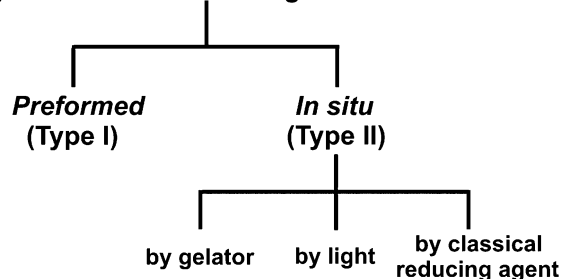 Preformed
(Type I)
In situ
(Type II)
by gelator
by light
by classical
reducing agent